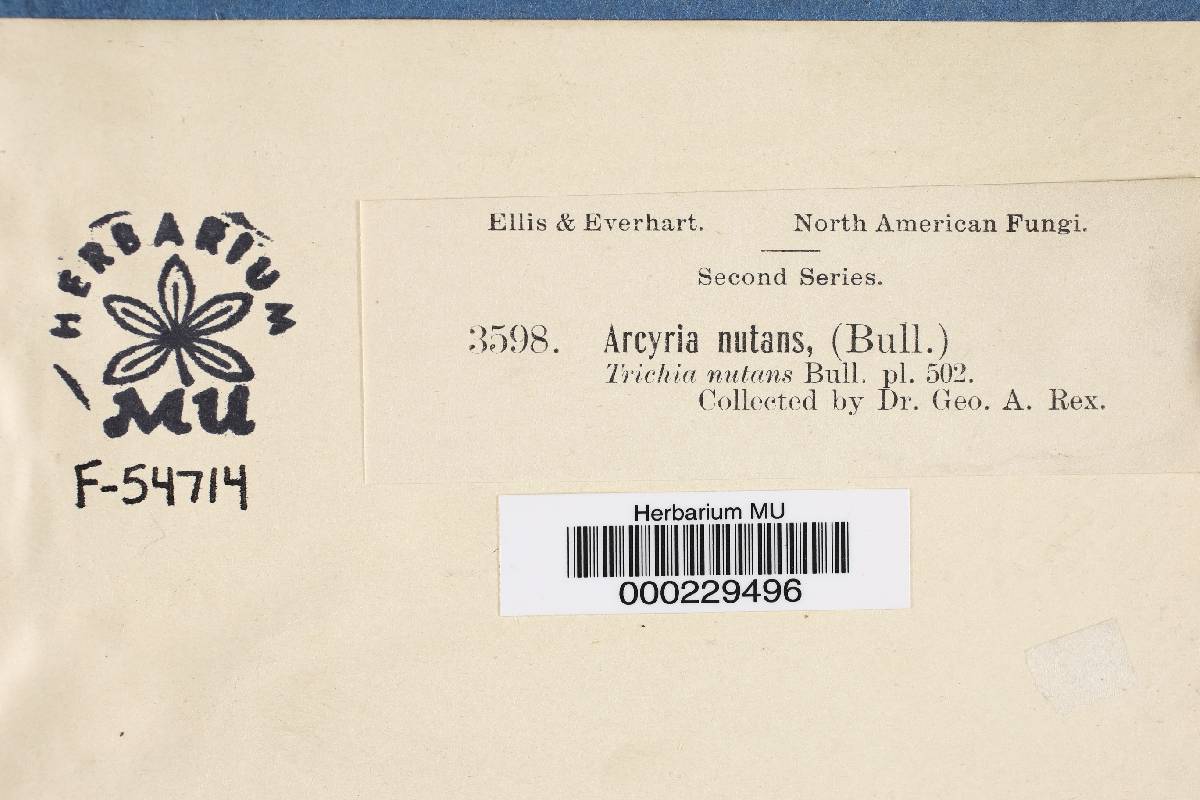 HERBARIUM
MU
F-54714
Ellis & Everhart. North American Fungi.
Second Series.
3598. Arcyria nutans, (Bull.)
Trichia nutans Bull. pl. 502.
Collected by Dr. Geo. A. Rex.
Herbarium MU
000229496